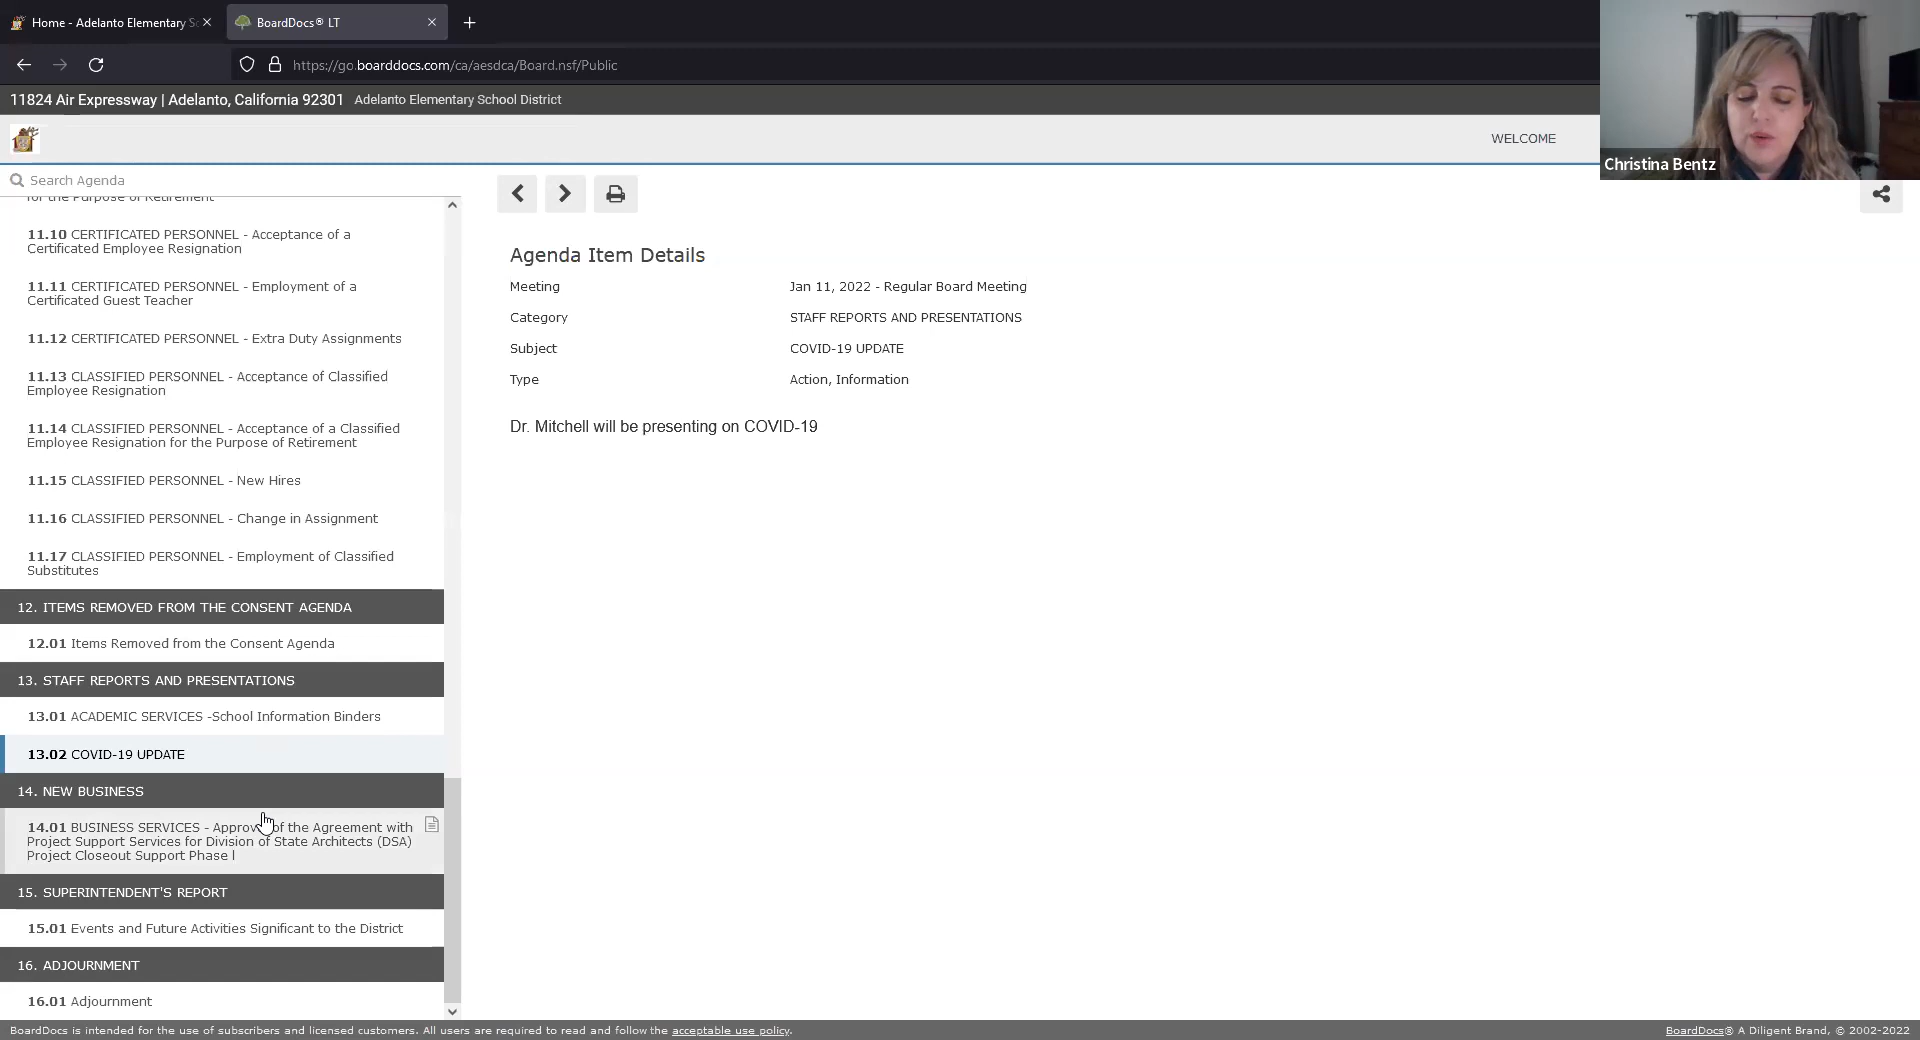 Home - Adelanto Elementary Sc
BoardDocs® LT
https://go.boarddocs.com/ca/aesdca/Board.nsf/Public
11824 Air Expressway | Adelanto, California 92301 Adelanto Elementary School District
WELCOME
Christina Bentz
Search Agenda
for the Purpose of Retirement
11.10 CERTIFICATED PERSONNEL - Acceptance of a
Certificated Employee Resignation
11.11 CERTIFICATED PERSONNEL - Employment of a
Certificated Guest Teacher
11.12 CERTIFICATED PERSONNEL - Extra Duty Assignments
11.13 CLASSIFIED PERSONNEL - Acceptance of Classified
Employee Resignation
11.14 CLASSIFIED PERSONNEL - Acceptance of a Classified
Employee Resignation for the Purpose of Retirement
11.15 CLASSIFIED PERSONNEL - New Hires
11.16 CLASSIFIED PERSONNEL - Change in Assignment
11.17 CLASSIFIED PERSONNEL - Employment of Classified
Substitutes
12. ITEMS REMOVED FROM THE CONSENT AGENDA
12.01 Items Removed from the Consent Agenda
13. STAFF REPORTS AND PRESENTATIONS
13.01 ACADEMIC SERVICES -School Information Binders
13.02 COVID-19 UPDATE
14. NEW BUSINESS
14.01 BUSINESS SERVICES - Approval of the Agreement with
Project Support Services for Division of State Architects (DSA)
Project Closeout Support Phase I
15. SUPERINTENDENT'S REPORT
15.01 Events and Future Activities Significant to the District
16. ADJOURNMENT
16.01 Adjournment
Agenda Item Details
Meeting Jan 11, 2022 - Regular Board Meeting
Category STAFF REPORTS AND PRESENTATIONS
Subject COVID-19 UPDATE
Type Action, Information
Dr. Mitchell will be presenting on COVID-19
BoardDocs is intended for the use of subscribers and licensed customers. All users are required to read and follow the acceptable use policy.
BoardDocs® A Diligent Brand, © 2002-2022